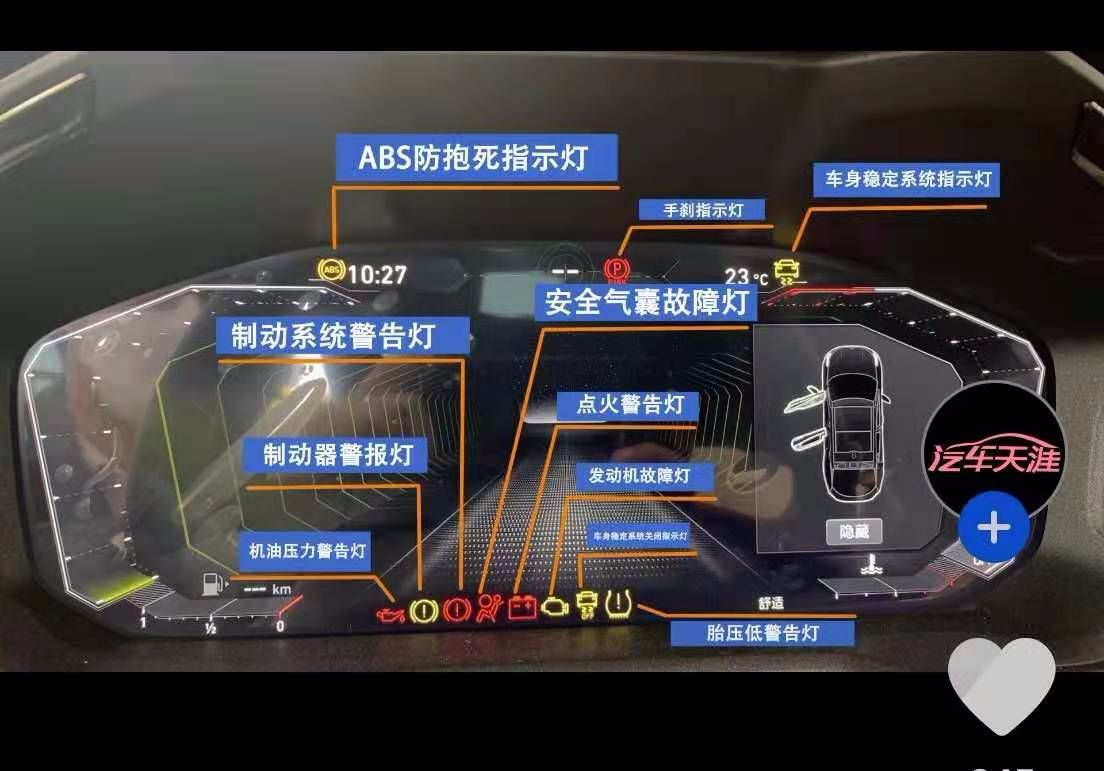 ABS防抱死指示灯
车身稳定系统指示灯
手刹指示灯
ABS
10:27
--
P
PARK
23℃
安全气囊故障灯
制动系统警告灯
点火警告灯
制动器警报灯
发动机故障灯
汽车天涯
车身稳定系统关闭指示灯
隐藏
机油压力警告灯
--- km
1
½
0
OFF
舒适
胎压低警告灯